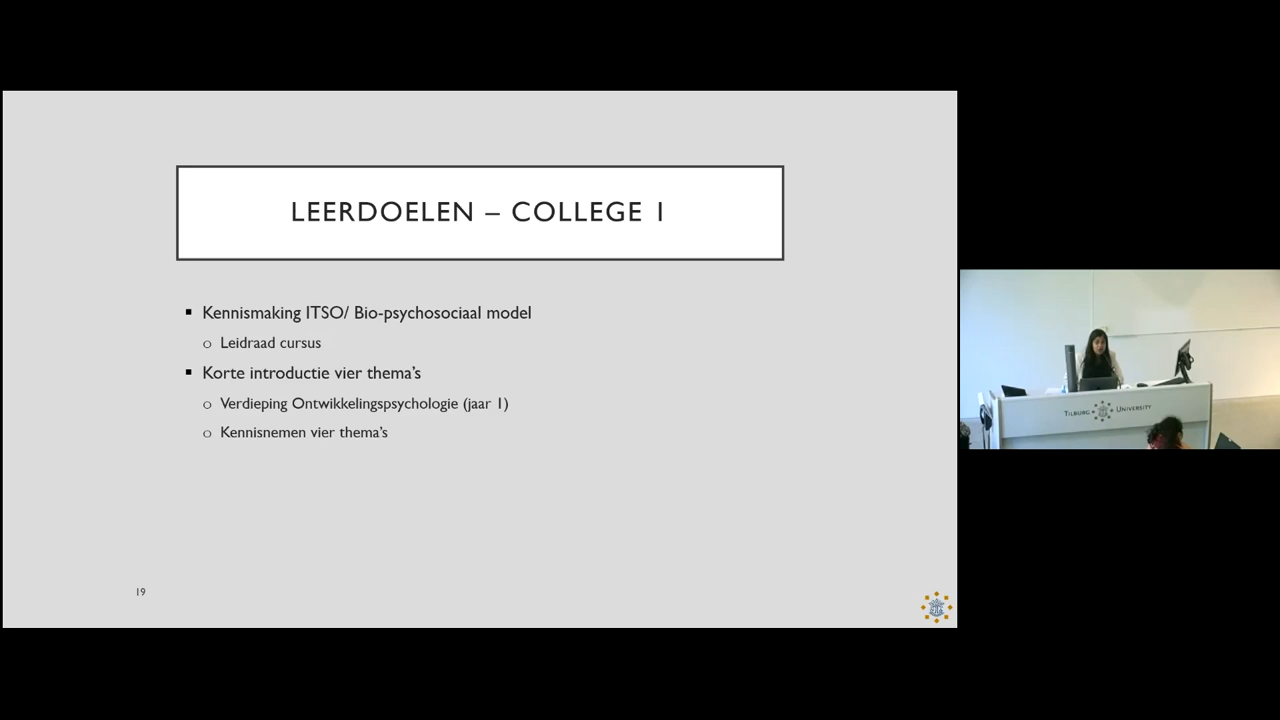 LEERDOELEN – COLLEGE 1
▪ Kennismaking ITSO/ Bio-psychosociaal model
o Leidraad cursus
▪ Korte introductie vier thema's
o Verdieping Ontwikkelingspsychologie (jaar 1)
o Kennisnemen vier thema's
19
TILBURG UNIVERSITY